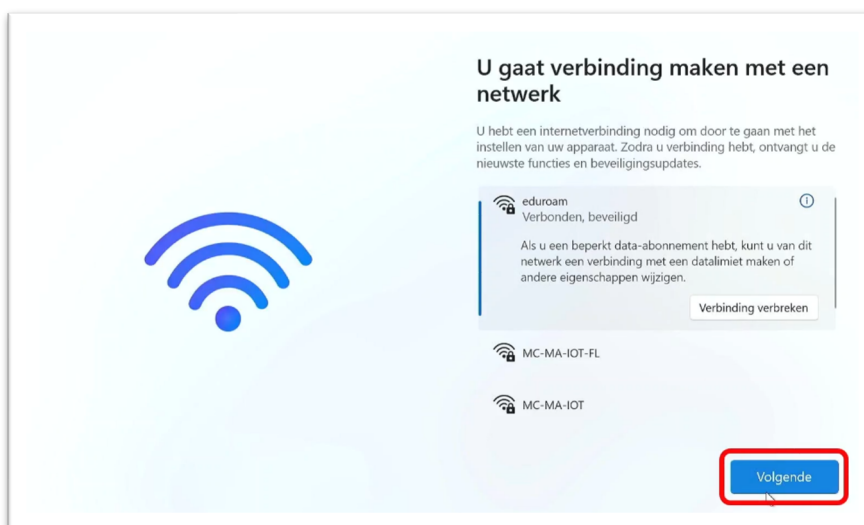 U gaat verbinding maken met een
netwerk
U hebt een internetverbinding nodig om door te gaan met het
instellen van uw apparaat. Zodra u verbinding hebt, ontvangt u de
nieuwste functies en beveiligingsupdates.
eduroam
Verbonden, beveiligd
Als u een beperkt data-abonnement hebt, kunt u van dit
netwerk een verbinding met een datalimiet maken of
andere eigenschappen wijzigen.
Verbinding verbreken
MC-MA-IOT-FL
MC-MA-IOT
Volgende